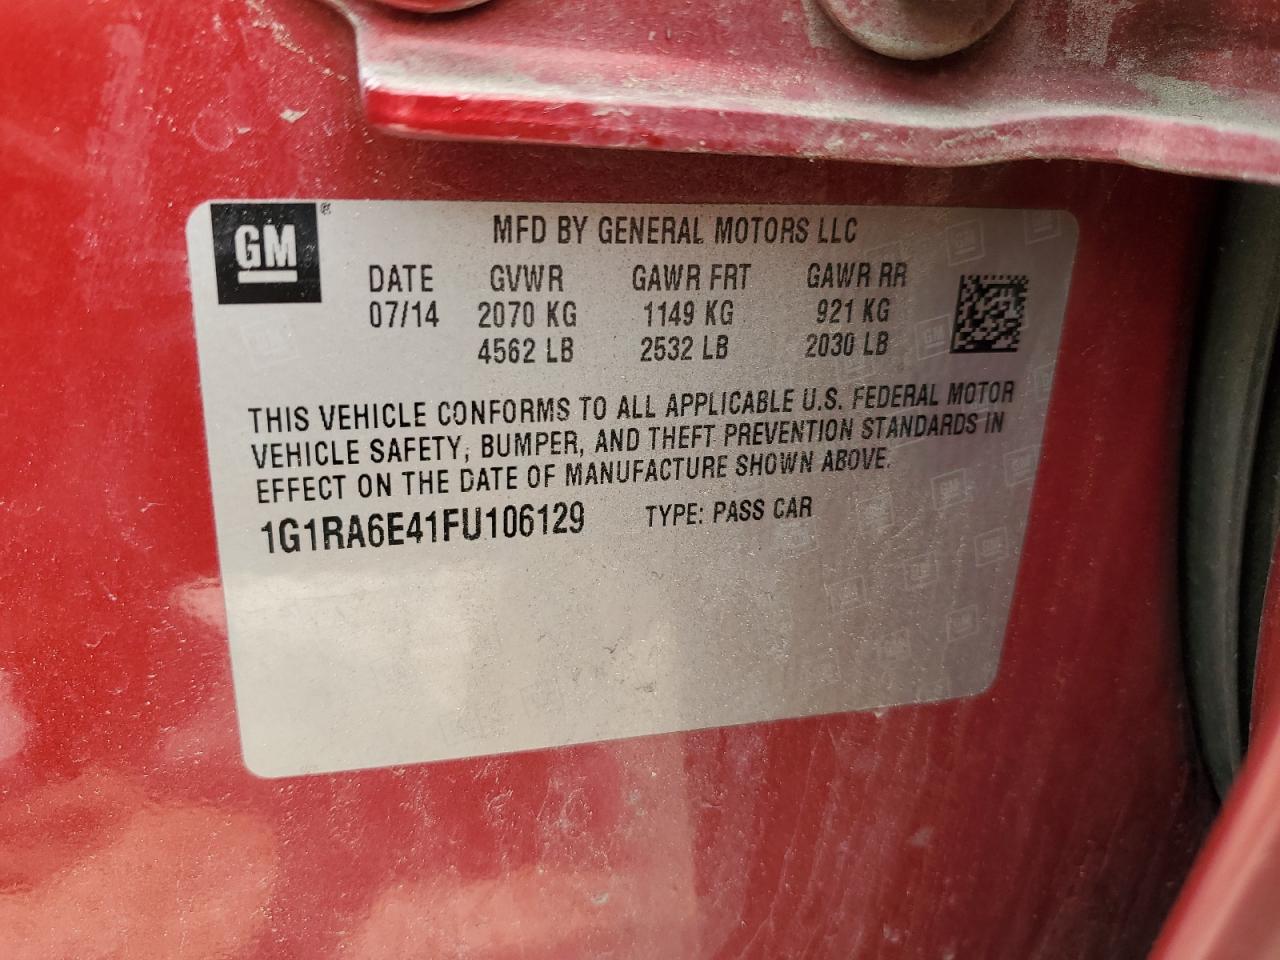 GM ®
MFD BY GENERAL MOTORS LLC
DATE GVWR GAWR FRT GAWR RR
07/14 2070 KG 1149 KG 921 KG
4562 LB 2532 LB 2030 LB
THIS VEHICLE CONFORMS TO ALL APPLICABLE U.S. FEDERAL MOTOR
VEHICLE SAFETY, BUMPER, AND THEFT PREVENTION STANDARDS IN
EFFECT ON THE DATE OF MANUFACTURE SHOWN ABOVE.
1G1RA6E41FU106129 TYPE: PASS CAR